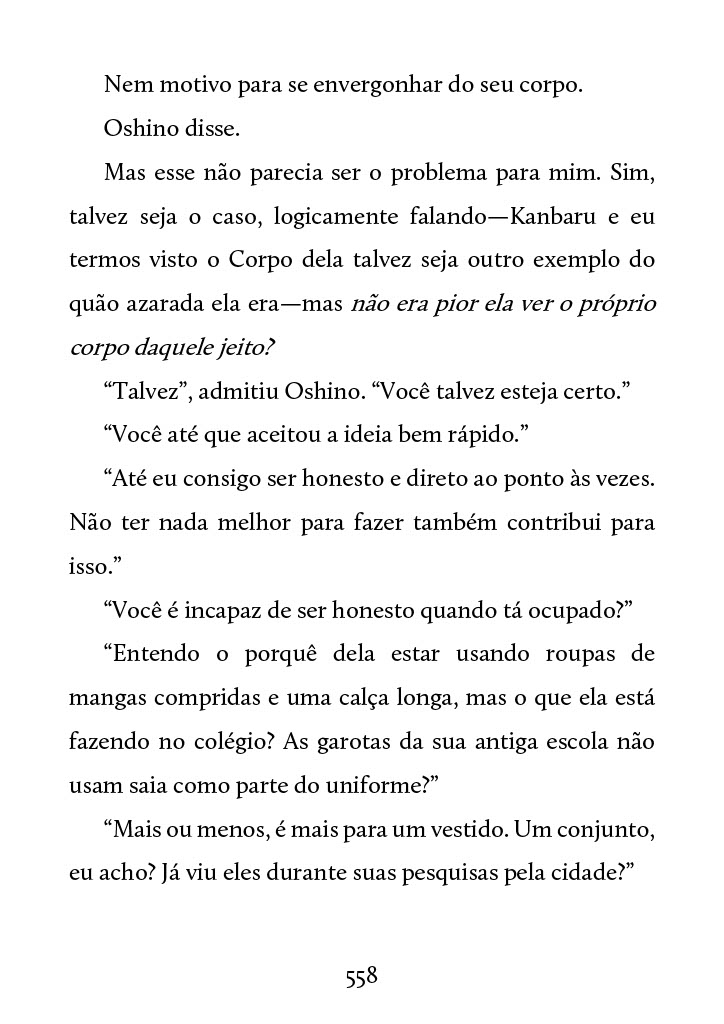 Nem motivo para se envergonhar do seu corpo.
Oshino disse.
Mas esse não parecia ser o problema para mim. Sim,
talvez seja o caso, logicamente falando—Kanbaru e eu
termos visto o Corpo dela talvez seja outro exemplo do
quão azarada ela era—mas não era pior ela ver o próprio
corpo daquele jeito?
“Talvez”, admitiu Oshino. “Você talvez esteja certo.”
“Você até que aceitou a ideia bem rápido.”
“Até eu consigo ser honesto e direto ao ponto às vezes.
Não ter nada melhor para fazer também contribui para
isso.”
“Você é incapaz de ser honesto quando tá ocupado?”
“Entendo o porquê dela estar usando roupas de
mangas compridas e uma calça longa, mas o que ela está
fazendo no colégio? As garotas da sua antiga escola não
usam saia como parte do uniforme?”
“Mais ou menos, é mais para um vestido. Um conjunto,
eu acho? Já viu eles durante suas pesquisas pela cidade?”
558